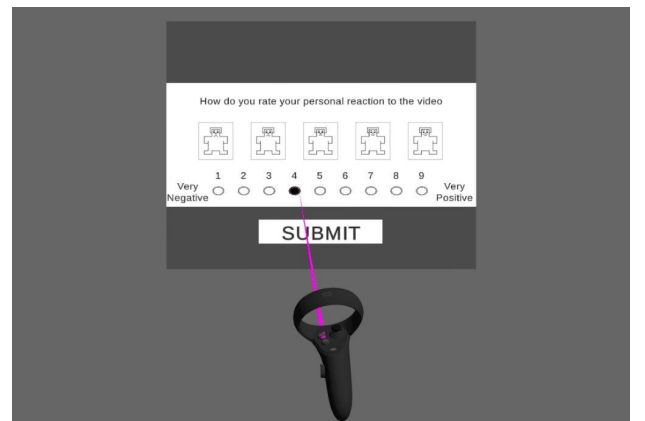 How do you rate your personal reaction to the video
1 2 3 4 5 6 7 8 9
Very Negative
Very Positive
SUBMIT